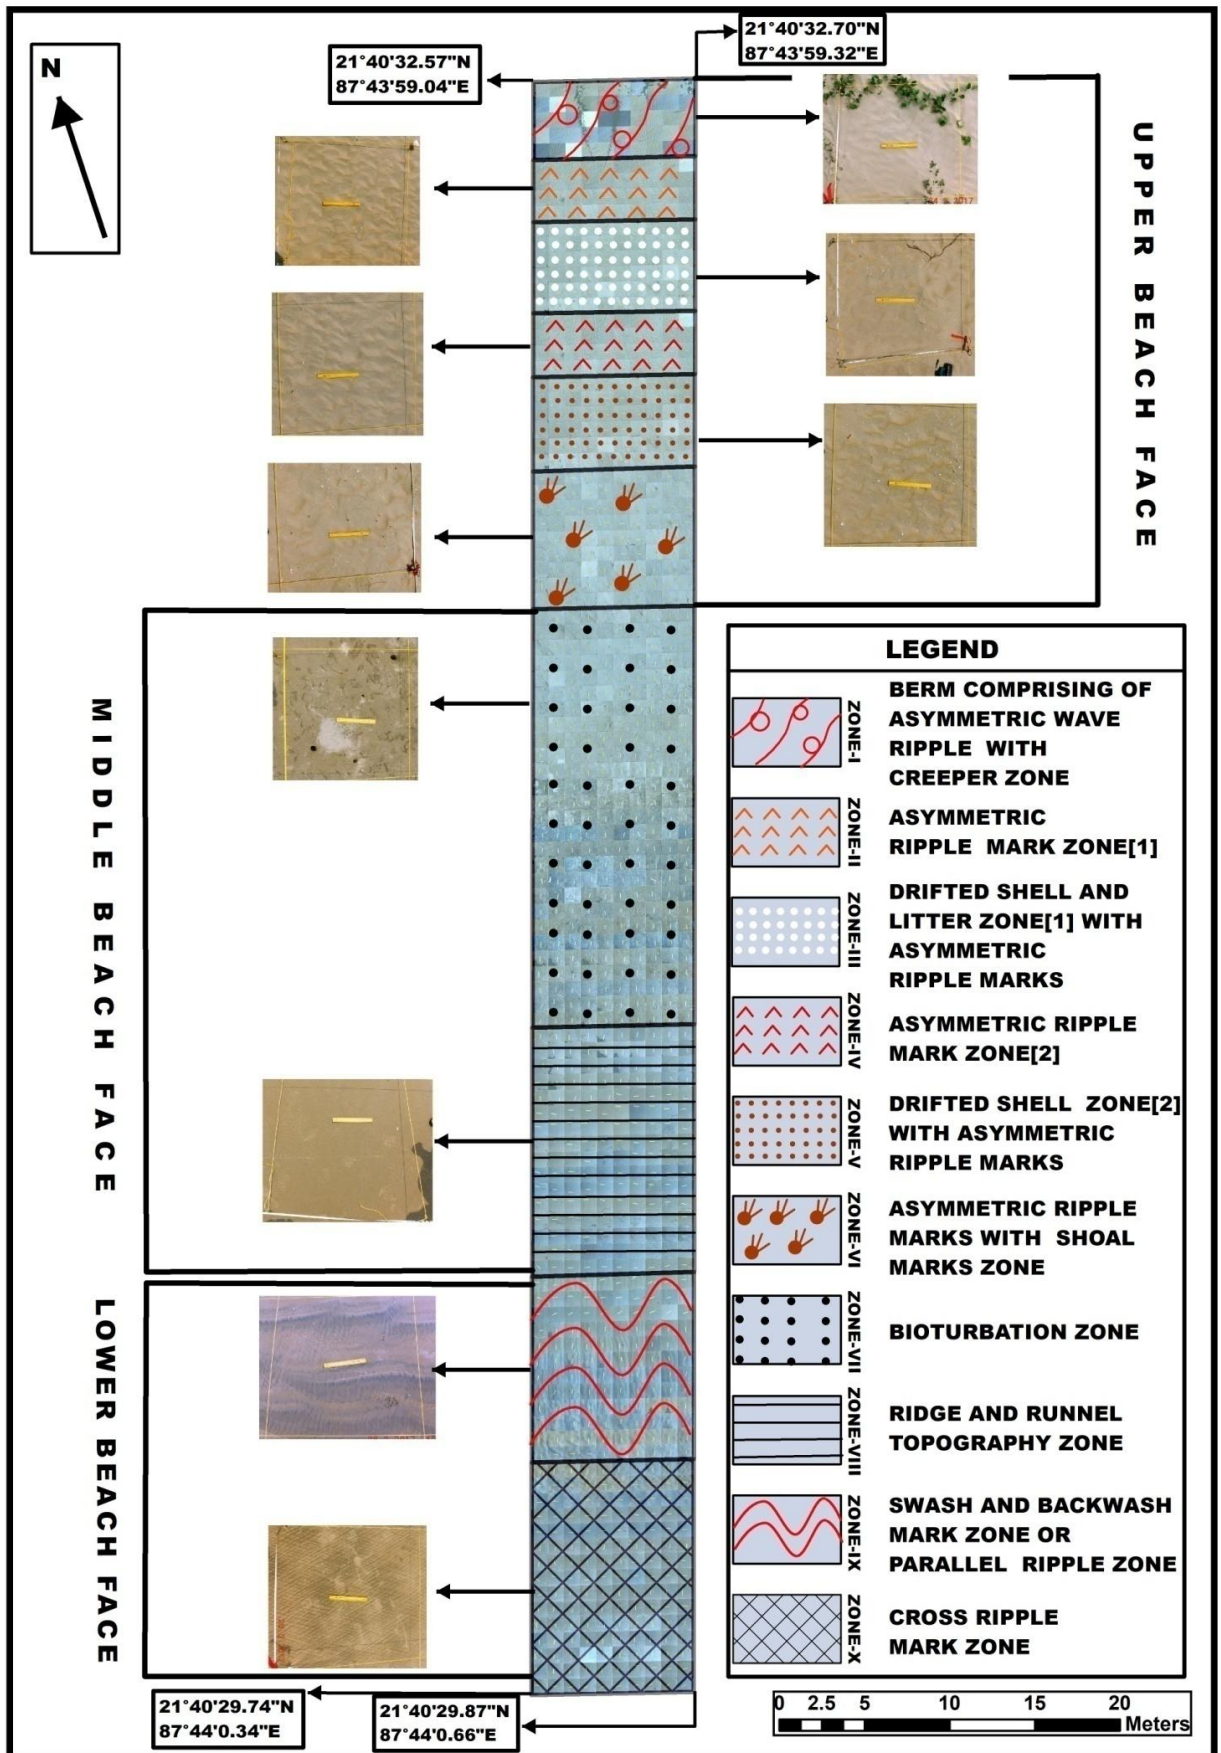 21°40'32.70"N
87°43'59.32"E
21°40'32.57"N
87°43'59.04"E
N
UPPER BEACH FACE
MIDDLE BEACH FACE
LOWER BEACH FACE
LEGEND
ZONE-I
BERM COMPRISING OF
ASYMMETRIC WAVE
RIPPLE WITH
CREEPER ZONE
ZONE-II
ASYMMETRIC
RIPPLE MARK ZONE[1]
ZONE-III
DRIFTED SHELL AND
LITTER ZONE[1] WITH
ASYMMETRIC
RIPPLE MARKS
ZONE-IV
ASYMMETRIC RIPPLE
MARK ZONE[2]
ZONE-V
DRIFTED SHELL ZONE[2]
WITH ASYMMETRIC
RIPPLE MARKS
ZONE-VI
ASYMMETRIC RIPPLE
MARKS WITH SHOAL
MARKS ZONE
ZONE-VII
BIOTURBATION ZONE
ZONE-VIII
RIDGE AND RUNNEL
TOPOGRAPHY ZONE
ZONE-IX
SWASH AND BACKWASH
MARK ZONE OR
PARALLEL RIPPLE ZONE
ZONE-X
CROSS RIPPLE
MARK ZONE
21°40'29.74"N
87°44'0.34"E
21°40'29.87"N
87°44'0.66"E
0 2.5 5 10 15 20
Meters